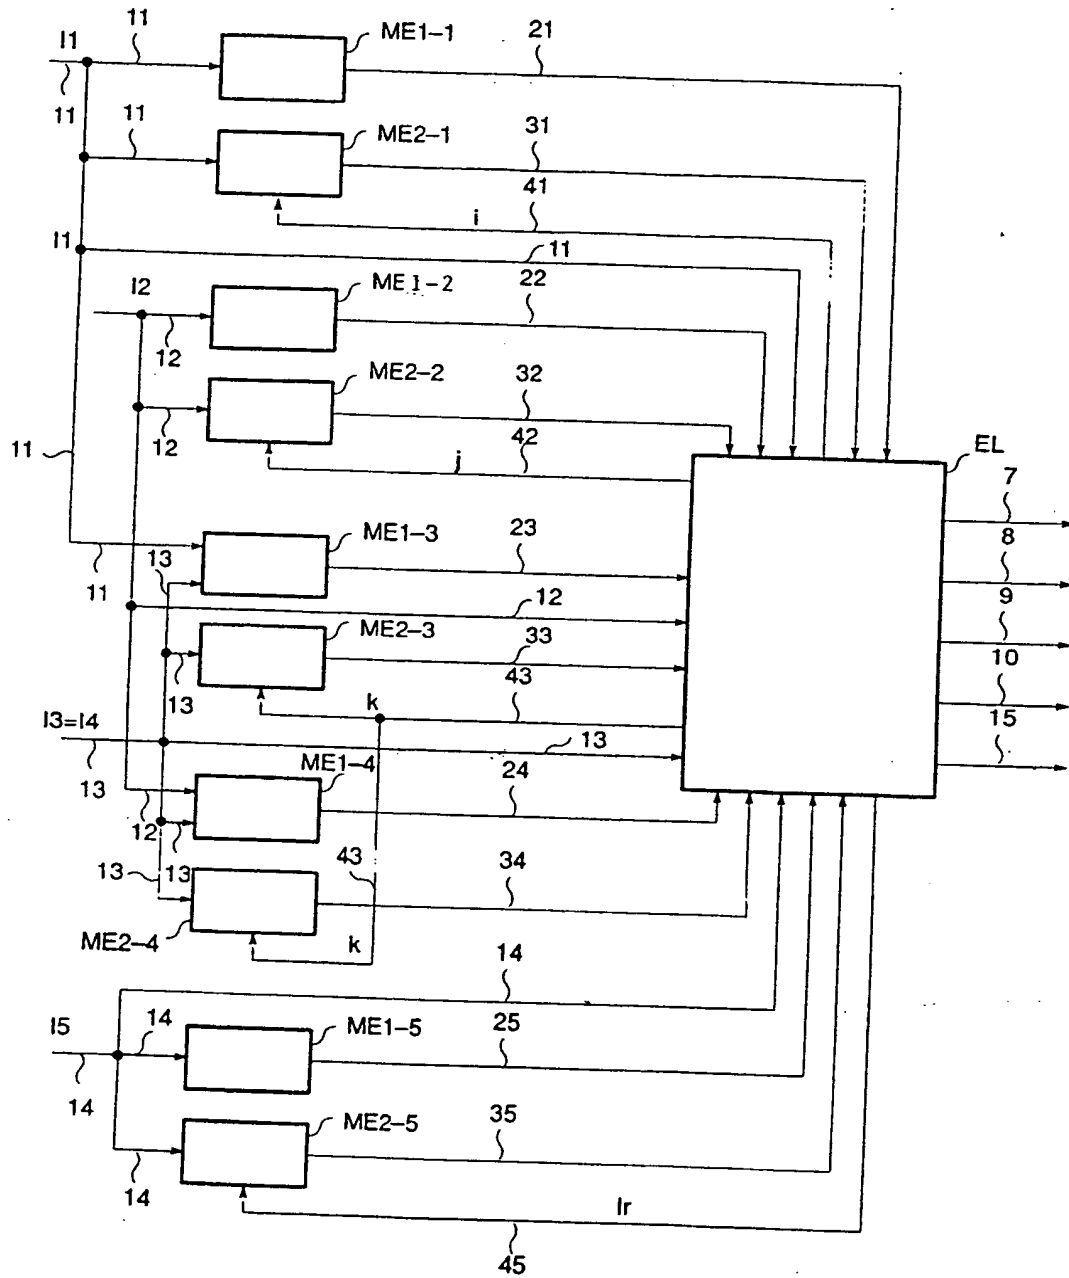 I1 11 ME1-1 21
11
11 ME2-1 31
41
i
I1 11
I2 ME1-2 22
12
ME2-2 32
12 42
11 j
EL
7
8
9
10
15
ME1-3 23
13
11 12
ME2-3 33
13 43
k
I3=I4 13
13 ME1-4 24
12 13
13 43 34
ME2-4 k
14
I5 14 ME1-5 25
14
ME2-5 35
14
Ir
45